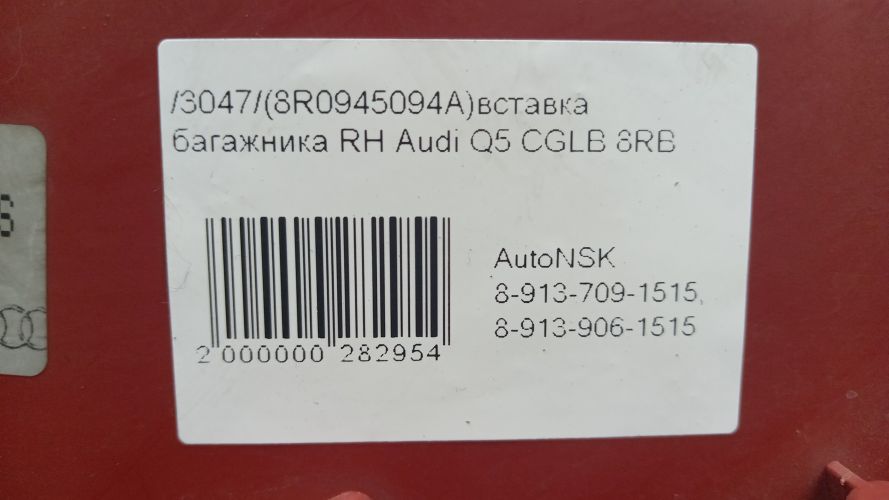 /3047/(8R0945094A)вставка
багажника RH Audi Q5 CGLB 8RB
AutoNSK
8-913-709-1515,
8-913-906-1515
2 000000 282954
6